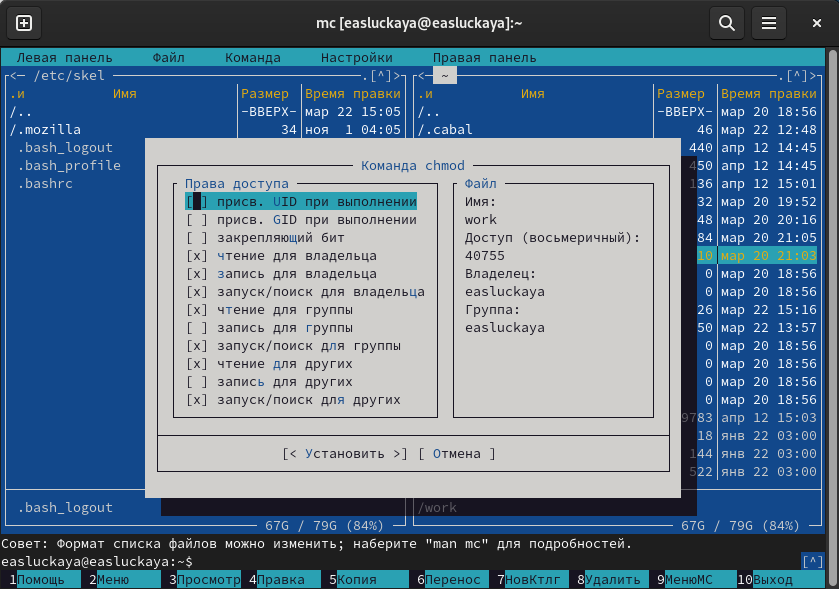 mc [easluckaya@easluckaya]:~
Левая панель Файл Команда Настройки Правая панель
<- /etc/skel .[^]> <- ~ .[^]>
.и Имя Размер Время правки .и Имя Размер Время правки
/.. -ВВЕРХ- мар 22 15:05 /.. -ВВЕРХ- мар 20 18:56
/.mozilla 34 ноя 1 04:05 /.cabal 46 мар 22 12:48
.bash_logout 440 апр 12 14:45
.bash_profile Команда chmod 450 апр 12 14:45
.bashrc Права доступа Файл 136 апр 12 15:01
[ ] присв. UID при выполнении Имя: 32 мар 20 19:52
[ ] присв. GID при выполнении work 48 мар 20 20:16
[ ] закрепляющий бит Доступ (восьмеричный): 84 мар 20 21:05
[x] чтение для владельца 40755 10 мар 20 21:03
[x] запись для владельца Владелец: 0 мар 20 18:56
[x] запуск/поиск для владельца easluckaya 0 мар 20 18:56
[x] чтение для группы Группа: 26 мар 22 15:16
[ ] запись для группы easluckaya 50 мар 22 13:57
[x] запуск/поиск для группы 0 мар 20 18:56
[x] чтение для других 0 мар 20 18:56
[ ] запись для других 0 мар 20 18:56
[x] запуск/поиск для других 0 мар 20 18:56
9783 апр 12 15:03
18 янв 22 03:00
[< Установить >] [ Отмена ] 144 янв 22 03:00
522 янв 22 03:00
.bash_logout /work
67G / 79G (84%) 67G / 79G (84%)
Совет: Формат списка файлов можно изменить; наберите "man mc" для подробностей.
easluckaya@easluckaya:~$ [^]
1Помощь 2Меню 3Просмотр 4Правка 5Копия 6Перенос 7НовКтлг 8Удалить 9МенюМС 10Выход